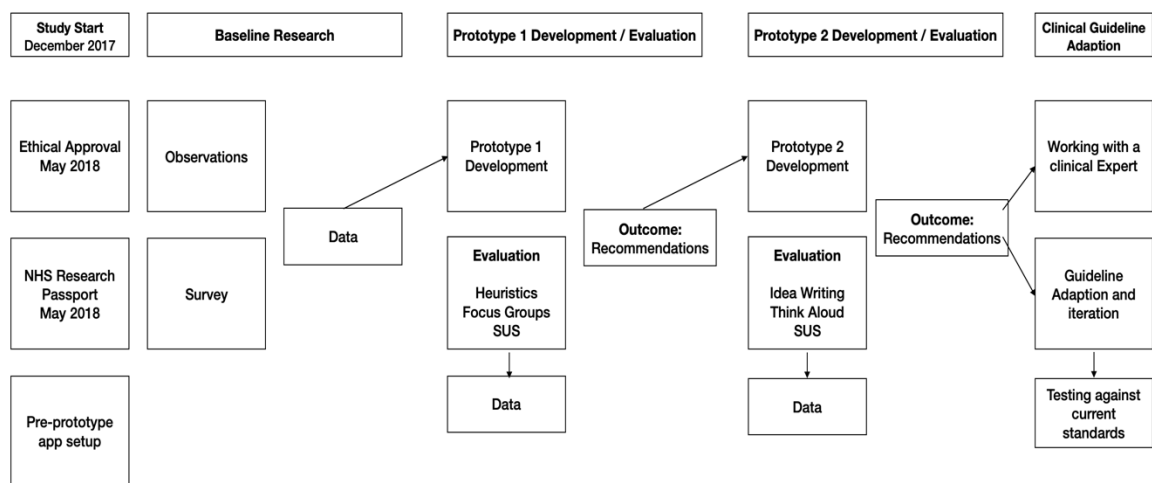 Study Start
December 2017
Baseline Research
Prototype 1 Development / Evaluation
Prototype 2 Development / Evaluation
Clinical Guideline
Adaption
Ethical Approval
May 2018
Observations
Prototype 1
Development
Prototype 2
Development
Working with a
clinical Expert
Data
Outcome:
Recommendations
Outcome:
Recommendations
NHS Research
Passport
May 2018
Survey
Evaluation
Heuristics
Focus Groups
SUS
Evaluation
Idea Writing
Think Aloud
SUS
Guideline
Adaption and
iteration
Pre-prototype
app setup
Data
Data
Testing against
current
standards